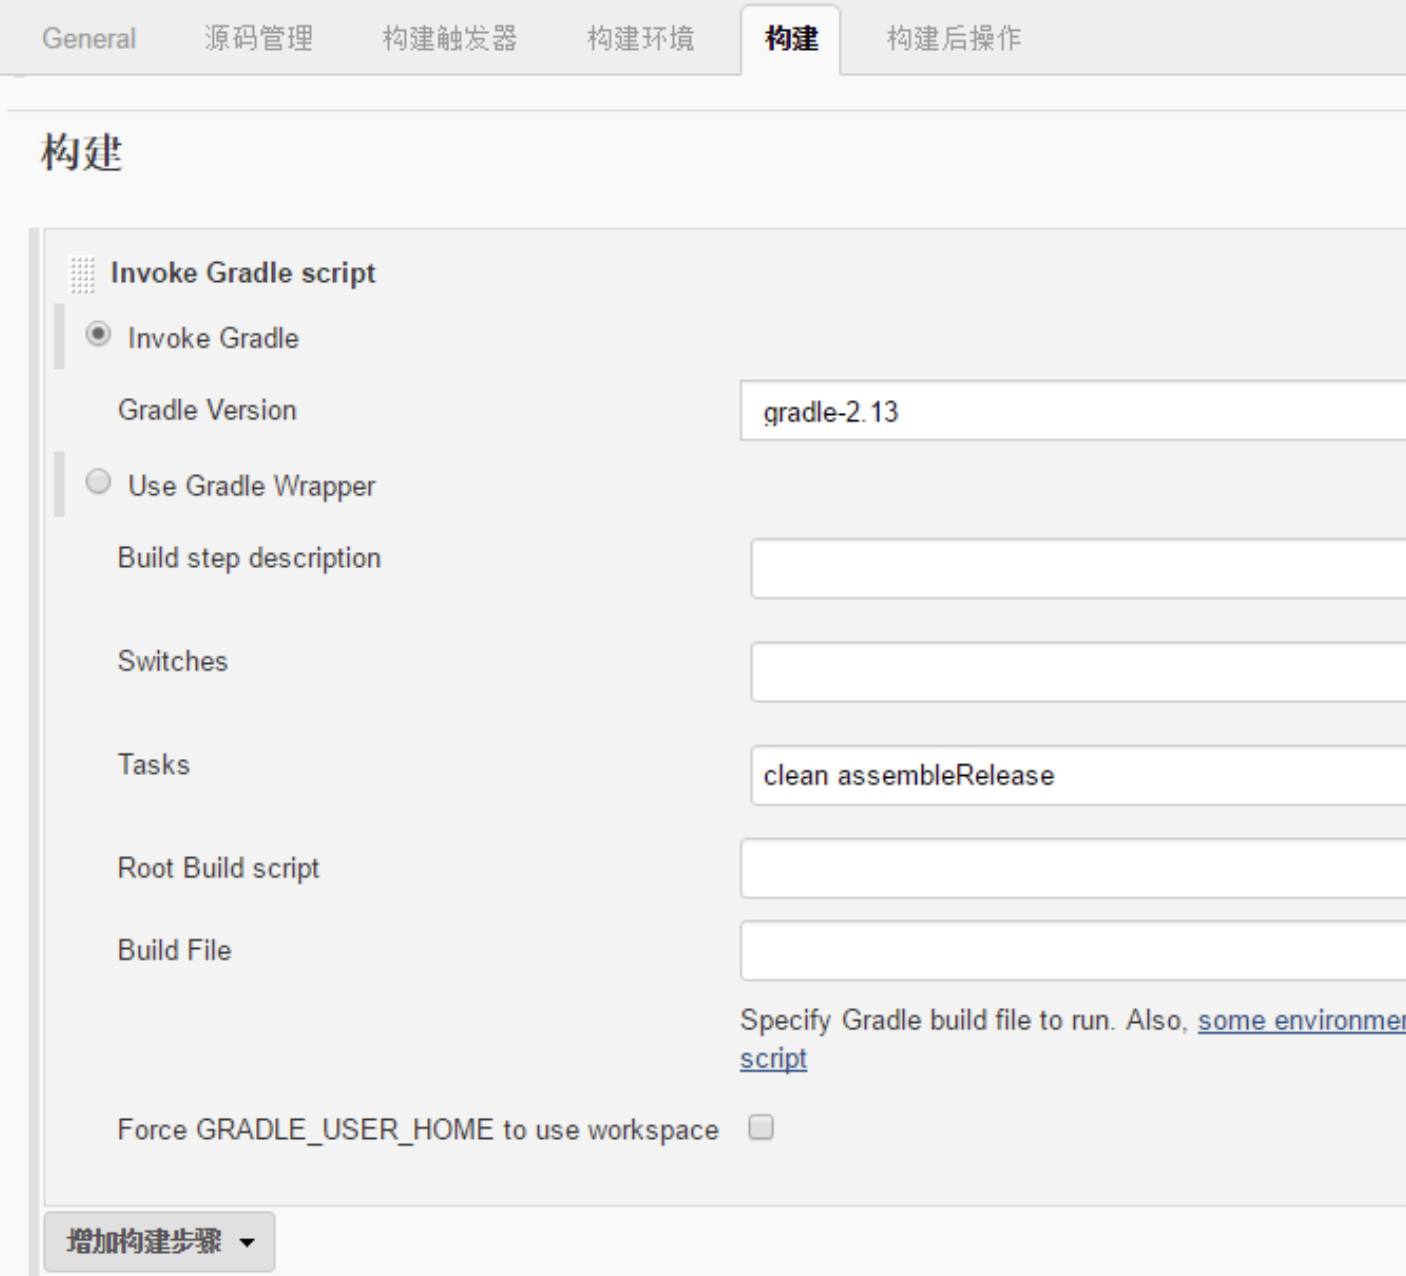 General 源码管理 构建触发器 构建环境 构建 构建后操作
构建
Invoke Gradle script
Invoke Gradle
Gradle Version gradle-2.13
Use Gradle Wrapper
Build step description
Switches
Tasks clean assembleRelease
Root Build script
Build File
Specify Gradle build file to run. Also, some environmen
script
Force GRADLE_USER_HOME to use workspace
增加构建步骤